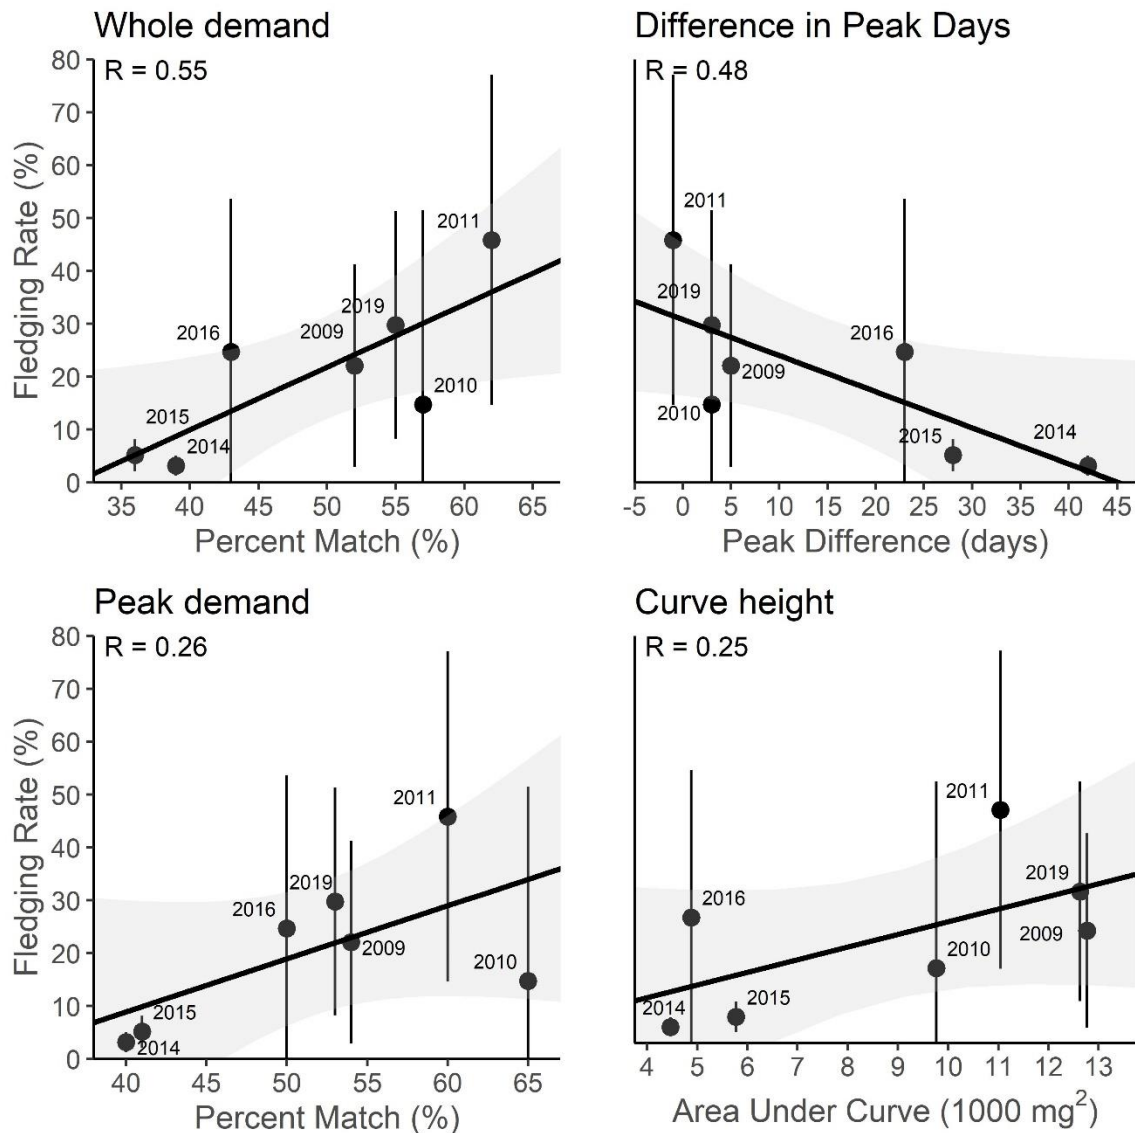 Whole demand
R = 0.55
Fledging Rate (%)
80
70
60
50
40
30
20
10
0
2011
2016
2009
2019
2010
2015
2014
35 40 45 50 55 60 65
Percent Match (%)
Difference in Peak Days
R = 0.48
2011
2019
2016
2009
2010
2015
2014
-5 0 5 10 15 20 25 30 35 40 45
Peak Difference (days)
Peak demand
R = 0.26
Fledging Rate (%)
80
70
60
50
40
30
20
10
0
2011
2016
2019
2009
2010
2015
2014
40 45 50 55 60 65
Percent Match (%)
Curve height
R = 0.25
2011
2016
2019
2009
2010
2014
2015
4 5 6 7 8 9 10 11 12 13
Area Under Curve (1000 mg²)